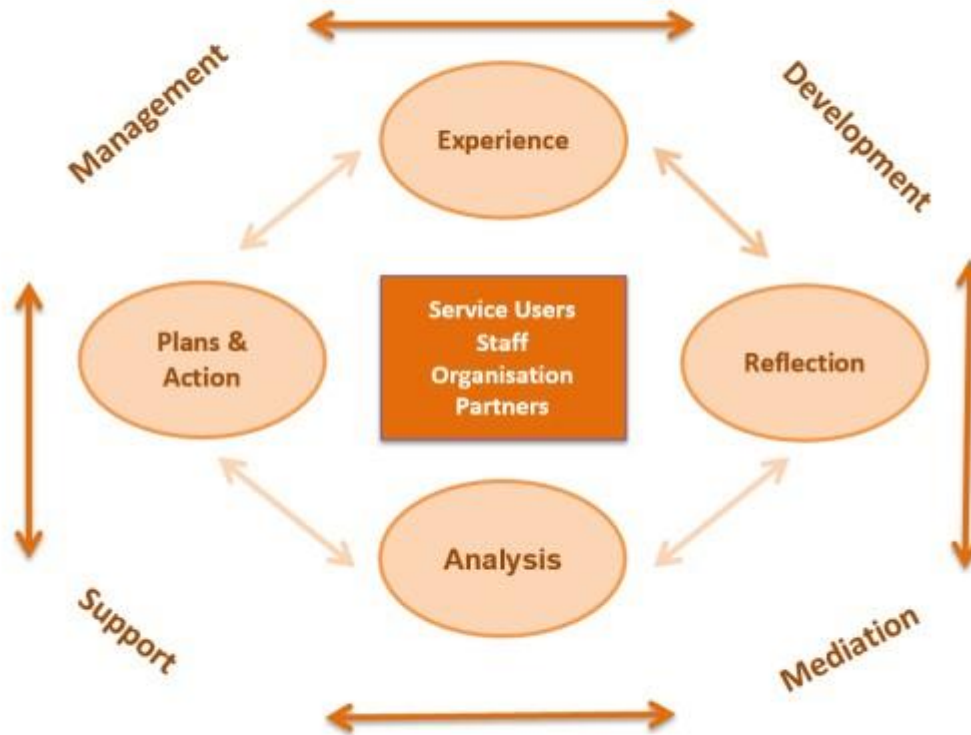 Management
Development
Experience
Plans &
Action
Service Users
Staff
Organisation
Partners
Reflection
Analysis
Support
Mediation